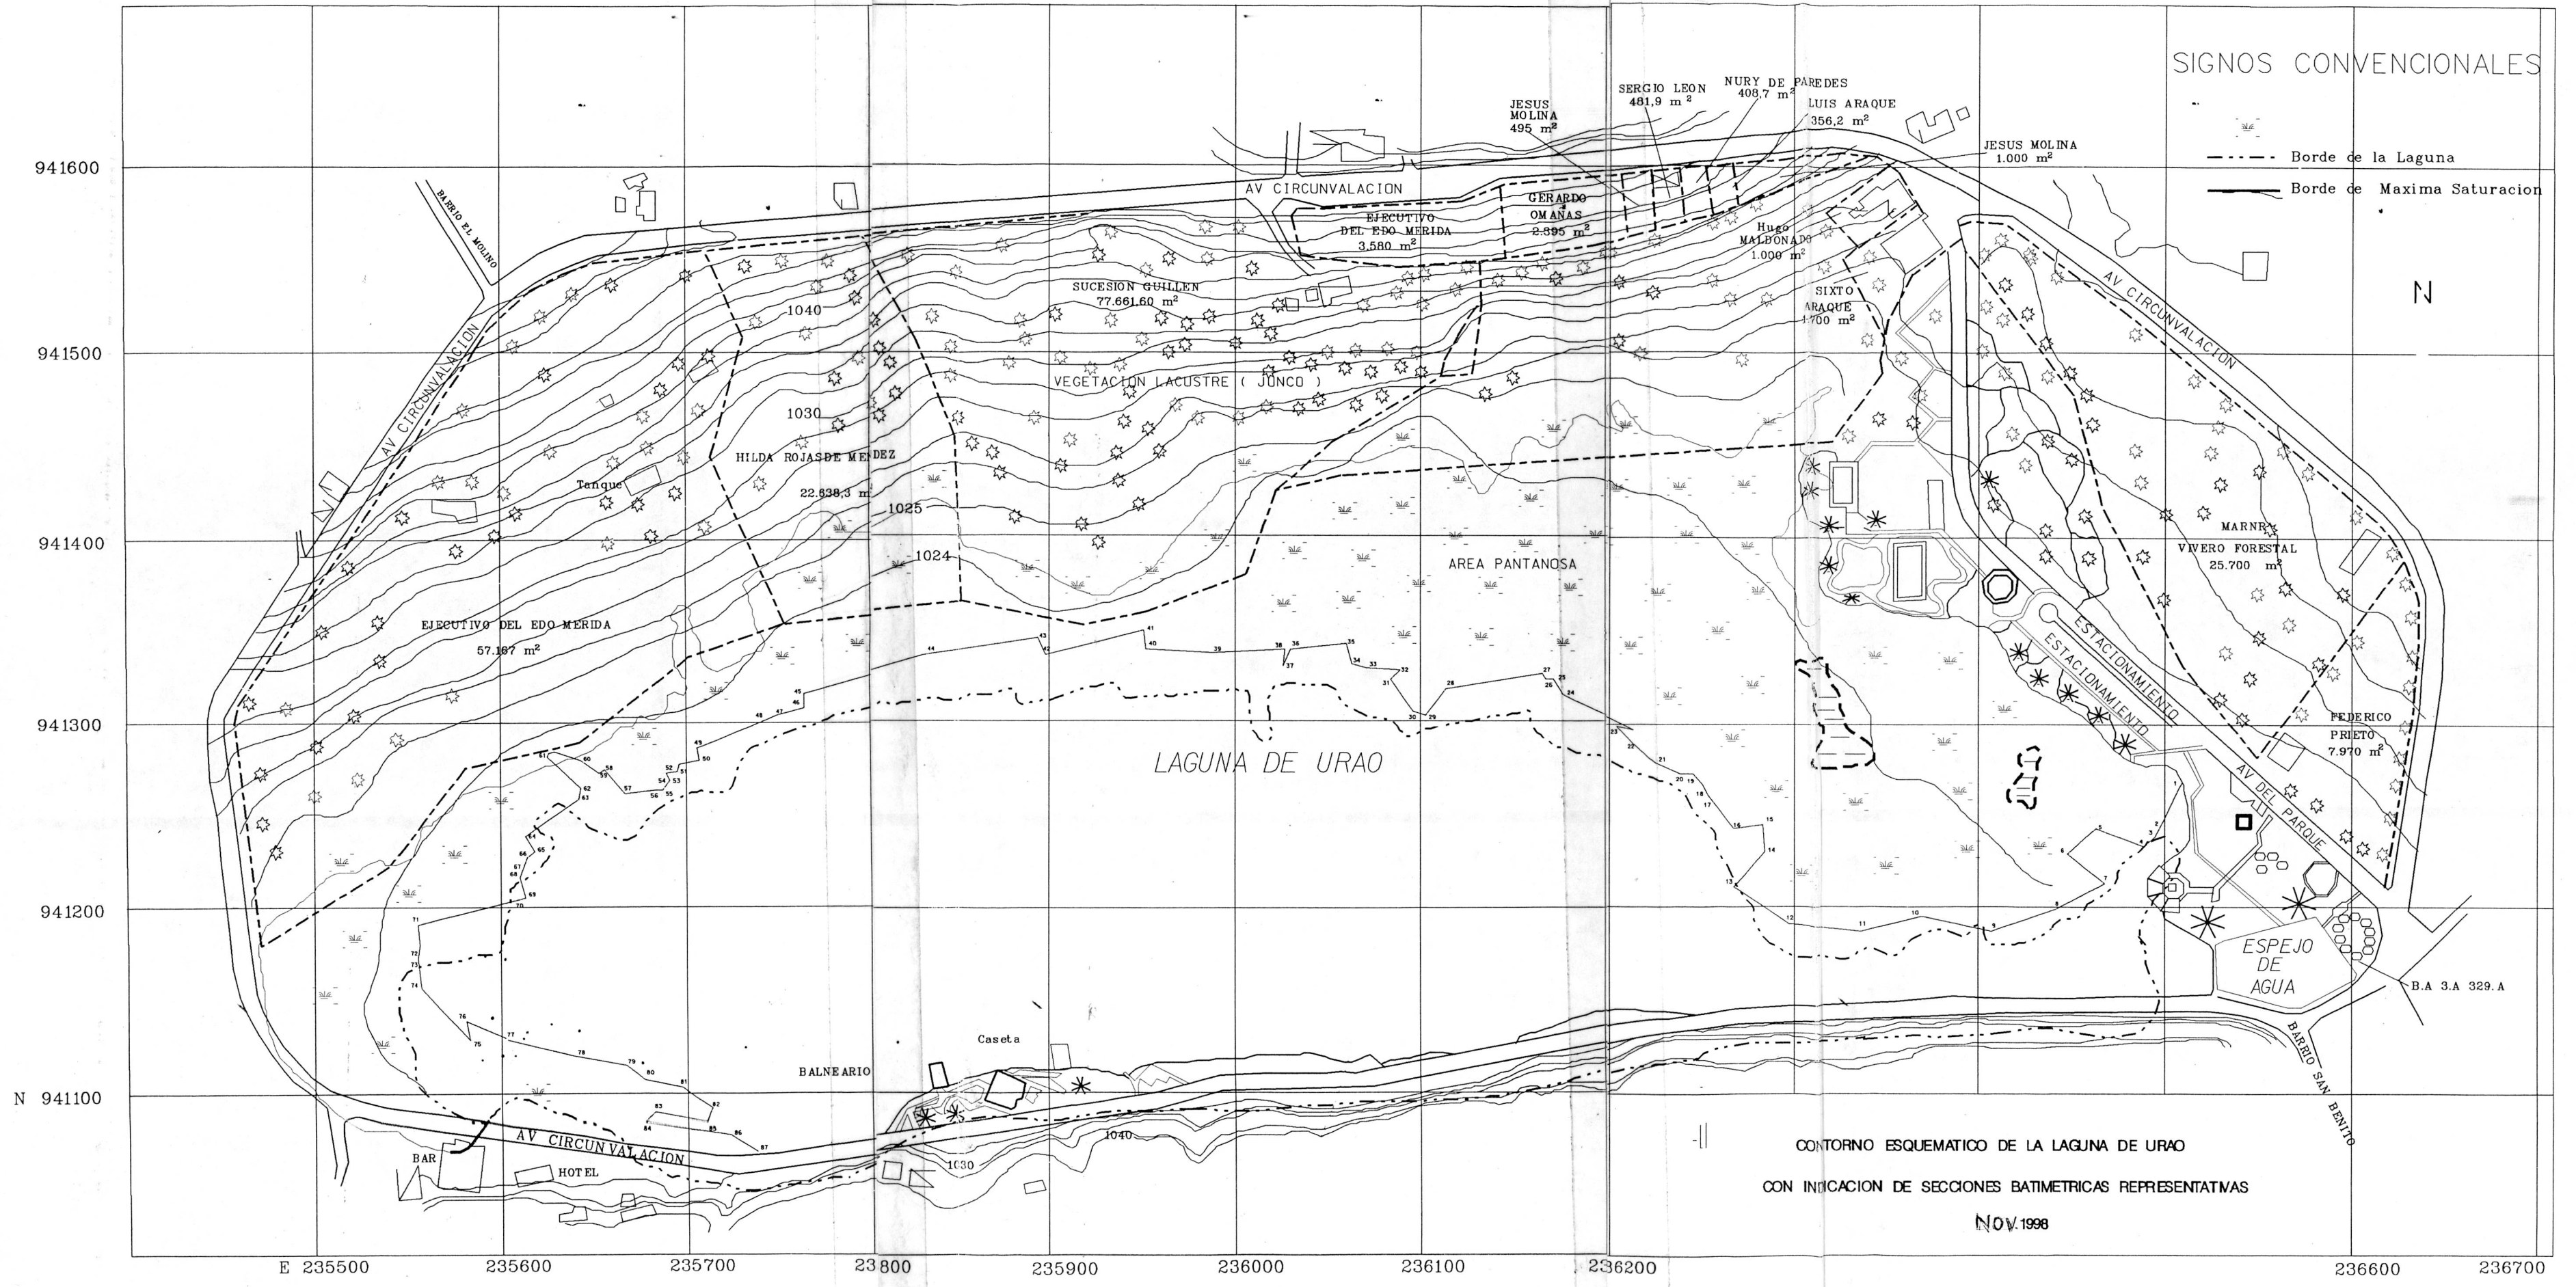 SIGNOS CONVENCIONALES
Borde de la Laguna
Borde de Maxima Saturacion
N
SERGIO LEON
481,9 m²
NURY DE PAREDES
408,7 m²
JESUS
MOLINA
495 m²
LUIS ARAQUE
356,2 m²
JESUS MOLINA
1.000 m²
941600
941500
941400
941300
941200
N 941100
BARRIO EL MOLINO
AV CIRCUNVALACION
AV CIRCUNVALACION
AV CIRCUNVALACION
EJECUTIVO
DEL EDO MERIDA
3.580 m²
GERARDO
OMAÑAS
2.895 m²
Hugo
MALDONADO
1.000 m²
SIXTO
ARAQUE
1.700 m²
SUCESION GUILLEN
77.661.60 m²
1040
1030
VEGETACION LACUSTRE ( JUNCO )
HILDA ROJAS DE MENDEZ
22.638,3 m
Tanque
1025
1024
AREA PANTANOSA
MARNR
VIVERO FORESTAL
25.700 m²
EJECUTIVO DEL EDO MERIDA
57.167 m²
ESTACIONAMIENTO
ESTACIONAMIENTO
FEDERICO
PRIETO
7.970 m²
LAGUNA DE URAO
AV DEL PARQUE
ESPEJO
DE
AGUA
B.A 3.A 329.A
BARRIO SAN BENITO
Caseta
BALNEARIO
AV CIRCUNVALACION
BAR
HOTEL
1040
1030
CONTORNO ESQUEMATICO DE LA LAGUNA DE URAO
CON INDICACION DE SECCIONES BATIMETRICAS REPRESENTATIVAS
NOV.1998
E 235500 235600 235700 23800 235900 236000 236100 236200 236600 236700